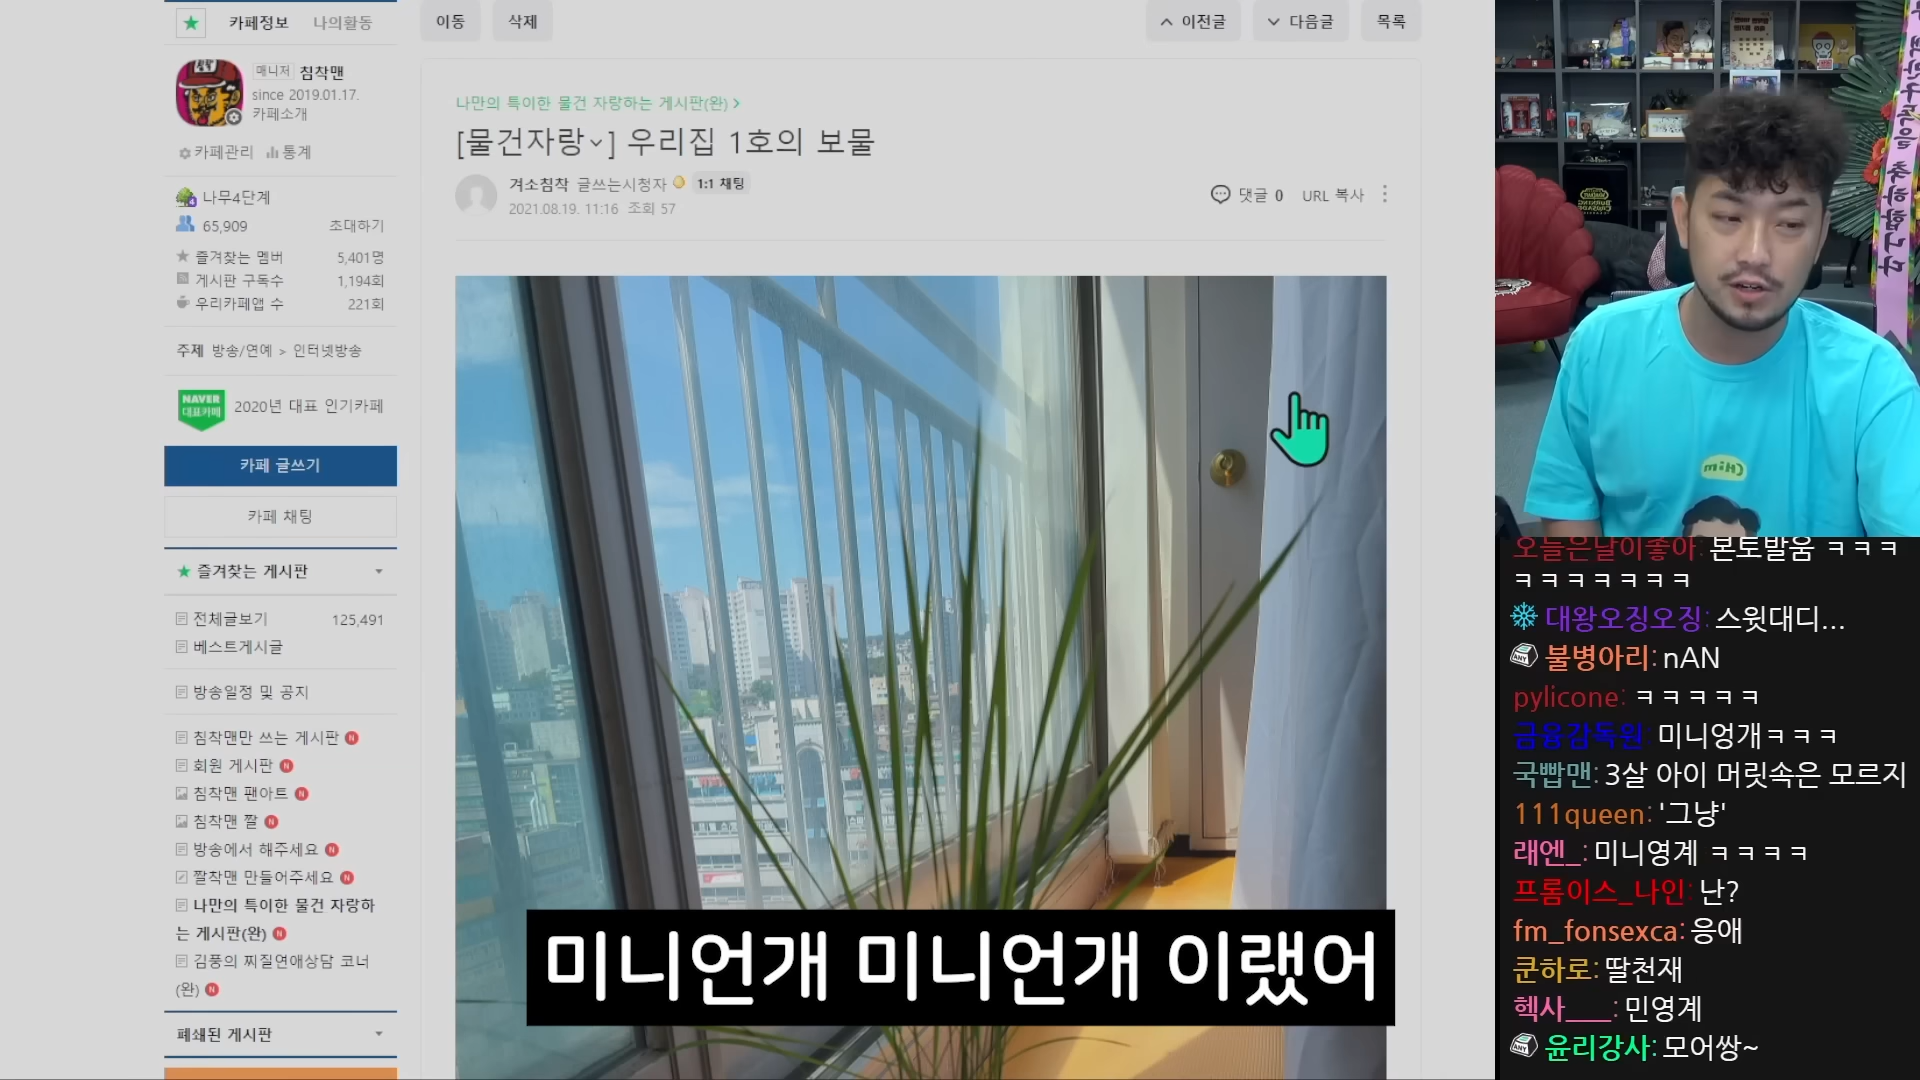 카페정보 나의활동
매니저 침착맨
since 2019.01.17.
카페소개
카페관리 통계
나무4단계
65,909 초대하기
즐겨찾는 멤버 5,401명
게시판 구독수 1,194회
우리카페앱 수 221회
주제 방송/연예 > 인터넷방송
NAVER
대표카페
2020년 대표 인기카페
카페 글쓰기
카페 채팅
즐겨찾는 게시판
전체글보기 125,491
베스트게시글
방송일정 및 공지
침착맨만 쓰는 게시판 N
회원 게시판 N
침착맨 팬아트 N
침착맨 짤 N
방송에서 해주세요 N
짤착맨 만들어주세요 N
나만의 특이한 물건 자랑하
는 게시판(완) N
김풍의 찌질연애상담 코너
(완) N
폐쇄된 게시판
이동 삭제 이전글 다음글 목록
나만의 특이한 물건 자랑하는 게시판(완) >
[물건자랑] 우리집 1호의 보물
겨소침착 글쓰는시청자 1:1 채팅
2021.08.19. 11:16 조회 57
댓글 0 URL 복사
미니언개 미니언개 이랬어
CHIM
오늘은날이좋아: 본토발움 ㅋㅋㅋ
ㅋㅋㅋㅋㅋㅋㅋ
대왕오징오징: 스윗대디...
불병아리: nAN
pylicone: ㅋㅋㅋㅋㅋ
금융감독원: 미니엉개ㅋㅋㅋ
국빱맨: 3살 아이 머릿속은 모르지
111queen: '그냥'
래엔_: 미니영계 ㅋㅋㅋㅋ
프롬이스_나인: 난?
fm_fonsexca: 응애
쿤하로: 딸천재
헥사___: 민영계
윤리강사: 모어쌍~